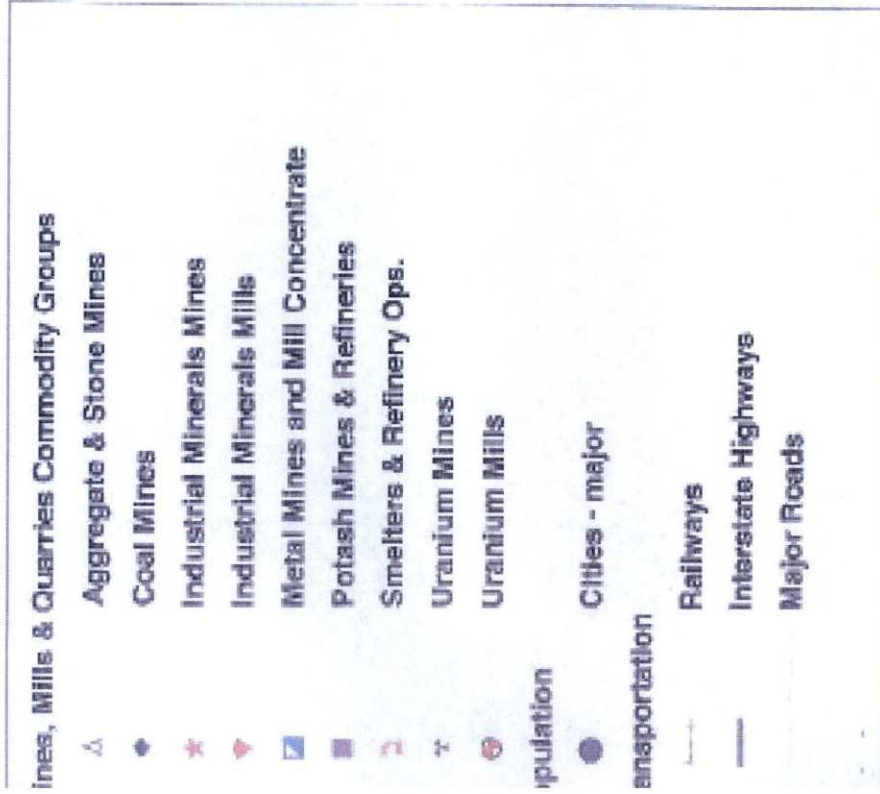 ines, Mills & Quarries Commodity Groups
Aggregate & Stone Mines
Coal Mines
Industrial Minerals Mines
Industrial Minerals Mills
Metal Mines and Mill Concentrate
Potash Mines & Refineries
Smelters & Refinery Ops.
Uranium Mines
Uranium Mills
opulation
Cities - major
ansportation
Railways
Interstate Highways
Major Roads